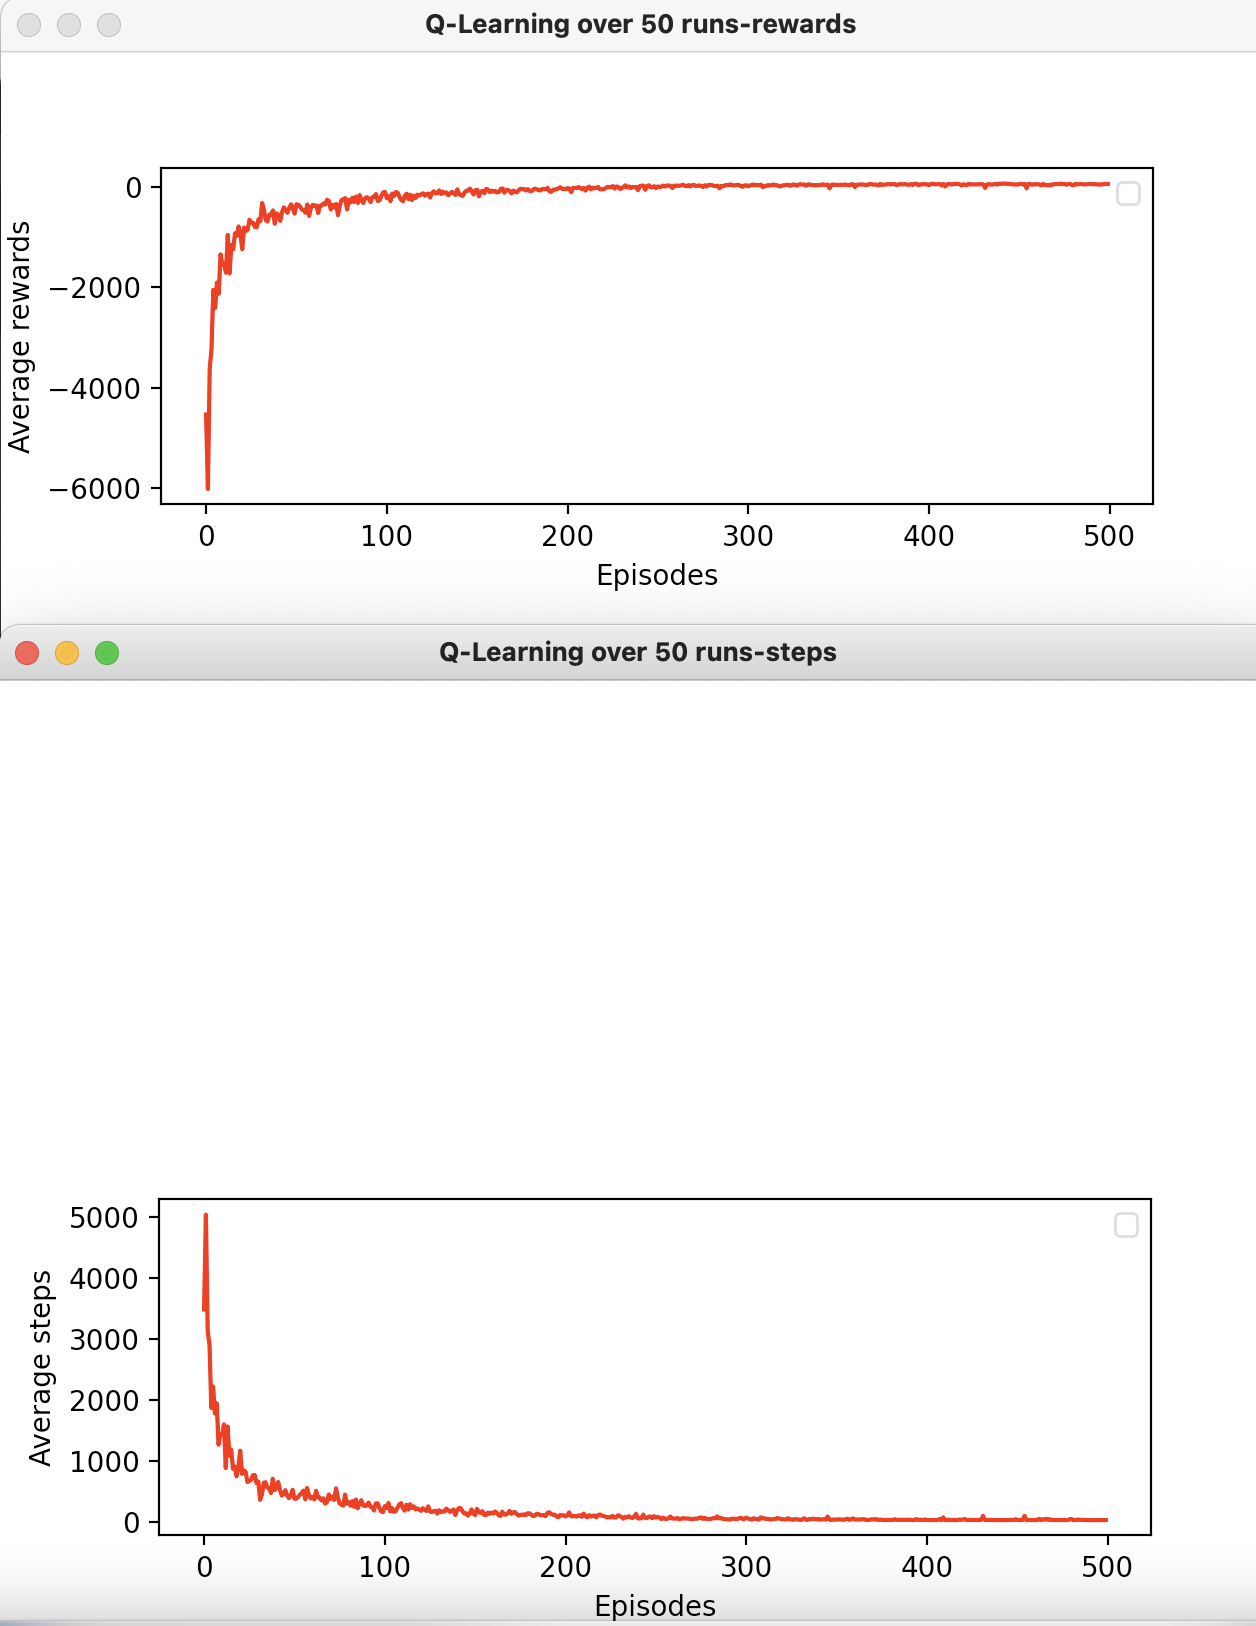 Q-Learning over 50 runs-rewards
0
−2000
−4000
−6000
Average rewards
0 100 200 300 400 500
Episodes
Q-Learning over 50 runs-steps
5000
4000
3000
2000
1000
0
Average steps
0 100 200 300 400 500
Episodes